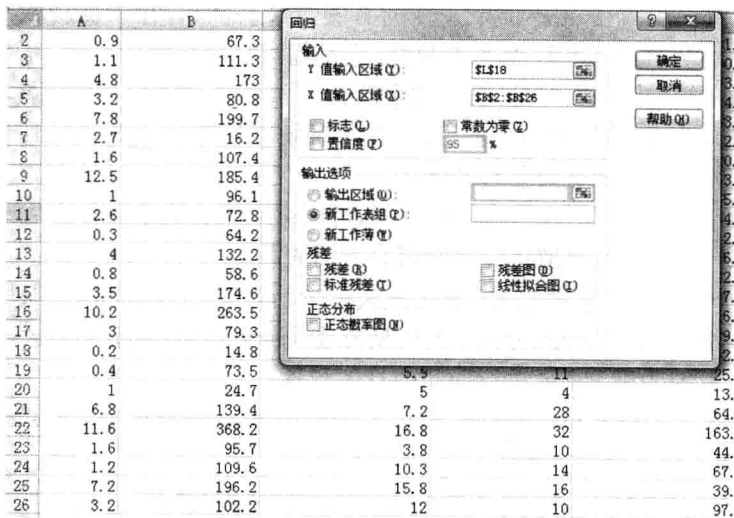 A B
2 0.9 67.3
3 1.1 111.3
4 4.8 173
5 3.2 80.8
6 7.8 199.7
7 2.7 16.2
8 1.6 107.4
9 12.5 185.4
10 1 96.1
11 2.6 72.8
12 0.3 64.2
13 4 132.2
14 0.8 58.6
15 3.5 174.6
16 10.2 263.5
17 3 79.3
18 0.2 14.8
19 0.4 73.5 5.9 11 25.
20 1 24.7 5 4 13.
21 6.8 139.4 7.2 28 64.
22 11.6 368.2 16.8 32 163.
23 1.6 95.7 3.8 10 44.
24 1.2 109.6 10.3 14 67.
25 7.2 196.2 15.8 16 39.
26 3.2 102.2 12 10 97.
回归
输入
Y 值输入区域(Y): $L$18
X 值输入区域(X): $B$2:$B$26
标志(L) 常数为零(Z)
置信度(F) 95 %
输出选项
输出区域(O):
新工作表组(P):
新工作薄(W)
残差
残差(R) 残差图(D)
标准残差(T) 线性拟合图(I)
正态分布
正态概率图(N)
确定
取消
帮助(H)